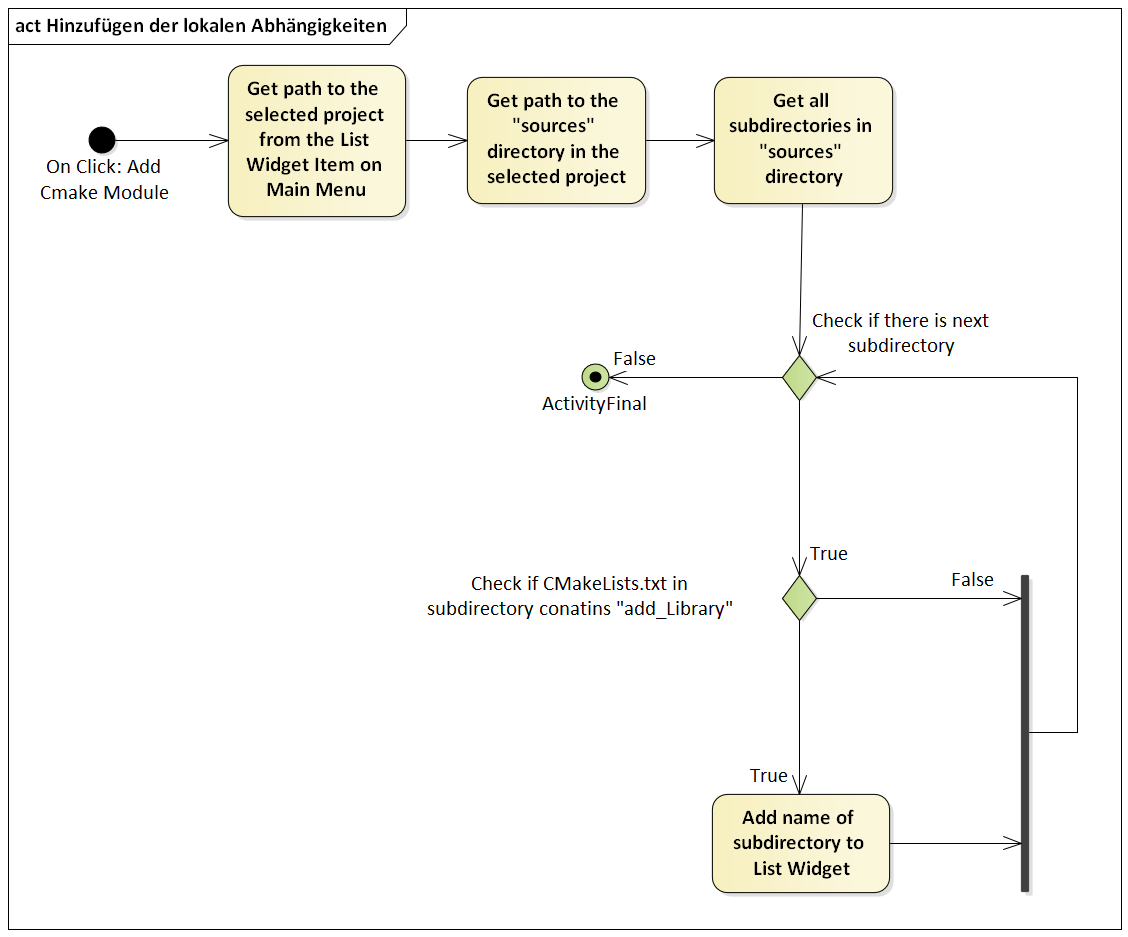 act Hinzufügen der lokalen Abhängigkeiten
On Click: Add
Cmake Module
Get path to the
selected project
from the List
Widget Item on
Main Menu
Get path to the
"sources"
directory in the
selected project
Get all
subdirectories in
"sources"
directory
Check if there is next
subdirectory
False
ActivityFinal
True
Check if CMakeLists.txt in
subdirectory conatins "add_Library"
False
True
Add name of
subdirectory to
List Widget